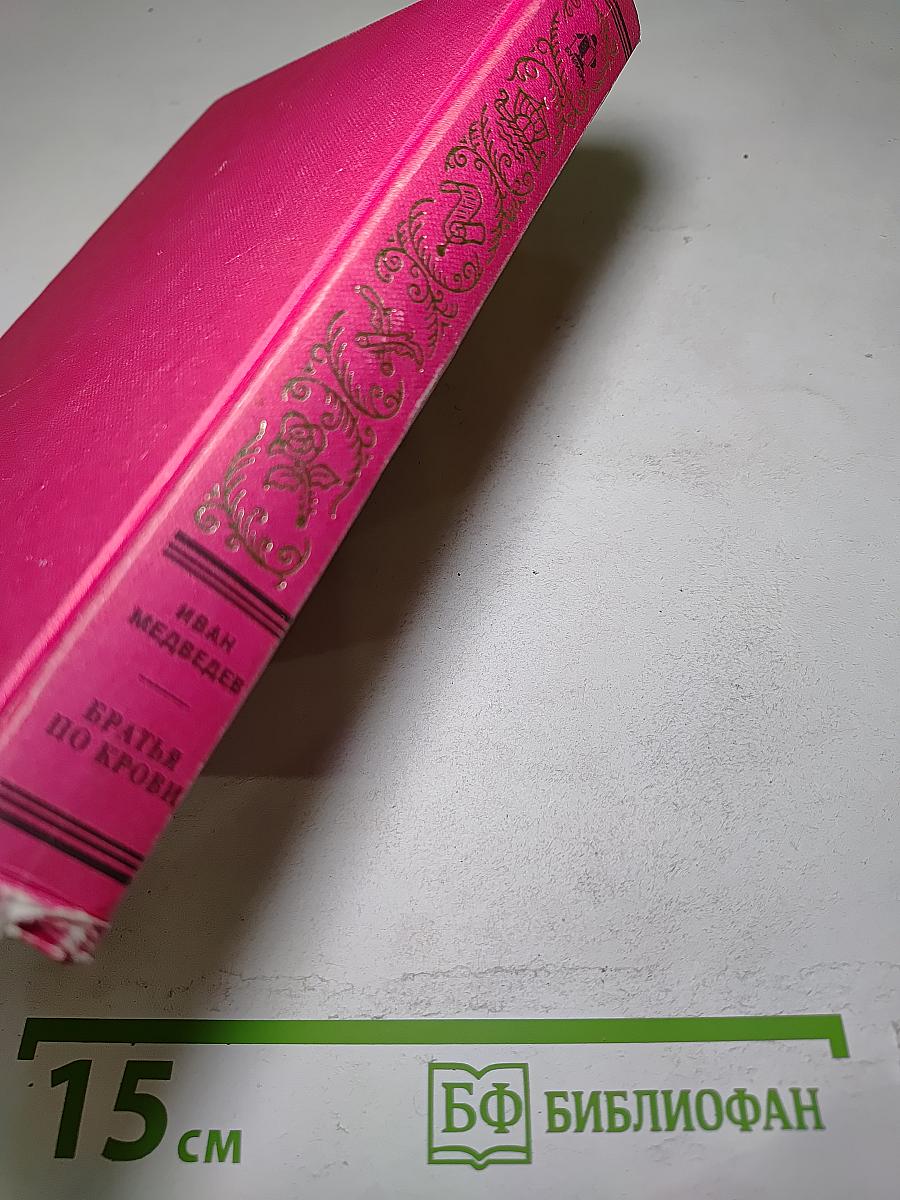 ИВАН
МЕДВЕДЕВ
БРАТЬЯ
ПО КРОВИ
15 см
БФ БИБЛИОФАН